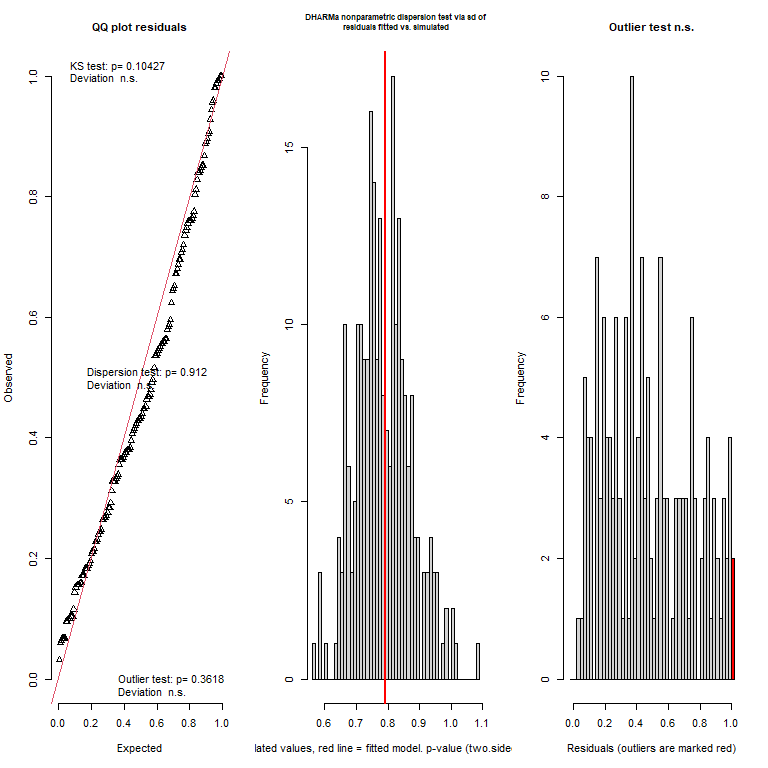 QQ plot residuals
KS test: p= 0.10427
Deviation n.s.
Dispersion test: p= 0.912
Deviation n.s.
Outlier test: p= 0.3618
Deviation n.s.
Observed
0.0 0.2 0.4 0.6 0.8 1.0
0.0 0.2 0.4 0.6 0.8 1.0
Expected
DHARMa nonparametric dispersion test via sd of
residuals fitted vs. simulated
Frequency
0 5 10 15
0.6 0.7 0.8 0.9 1.0 1.1
lated values, red line = fitted model. p-value (two.side
Outlier test n.s.
Frequency
0 2 4 6 8 10
0.0 0.2 0.4 0.6 0.8 1.0
Residuals (outliers are marked red)